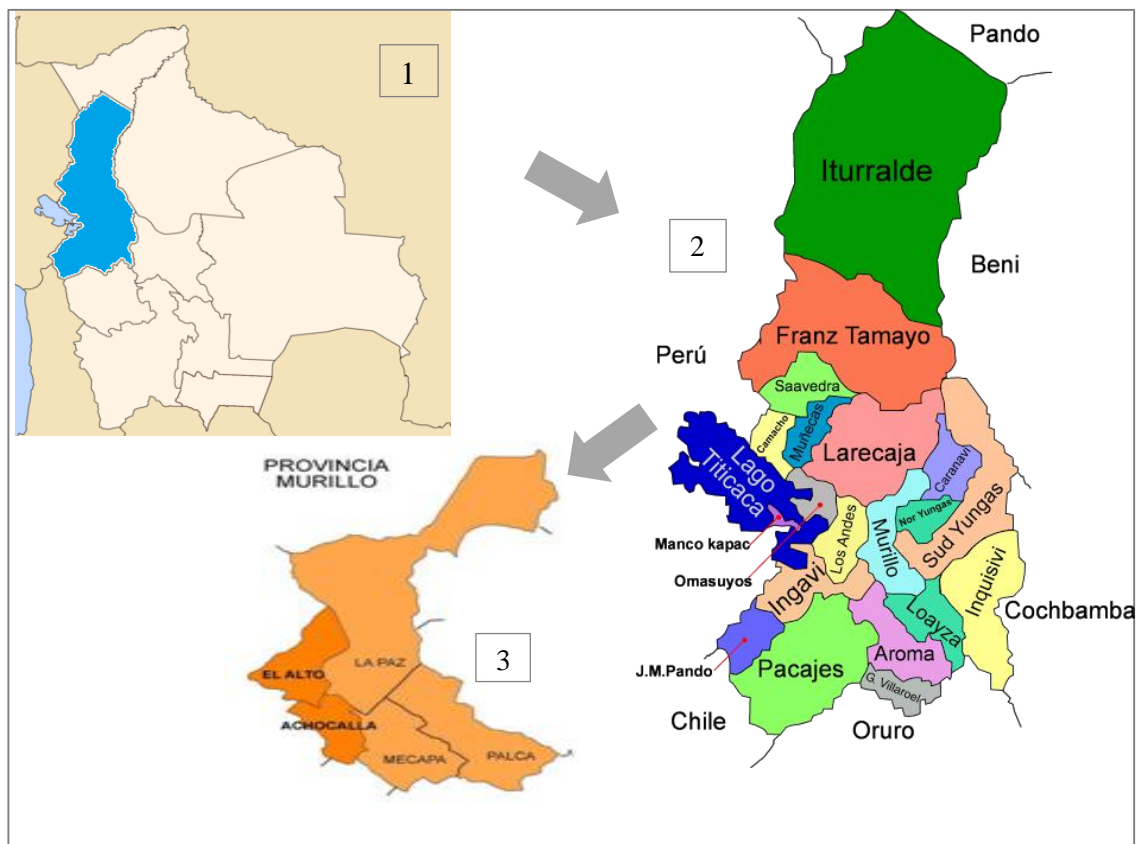 1
2
Pando
Iturralde
Beni
Franz Tamayo
Perú
Saavedra
Camacho
Muñecas
Larecaja
Caranavi
Lago
Titicaca
Nor Yungas
Sud Yungas
Los Andes
Murillo
Manco kapac
Omasuyos
Ingavi
Inquisivi
Loayza
Cochbamba
J.M.Pando
Pacajes
Aroma
G. Villaroel
Chile
Oruro
PROVINCIA
MURILLO
3
LA PAZ
EL ALTO
ACHOCALLA
MECAPA
PALCA